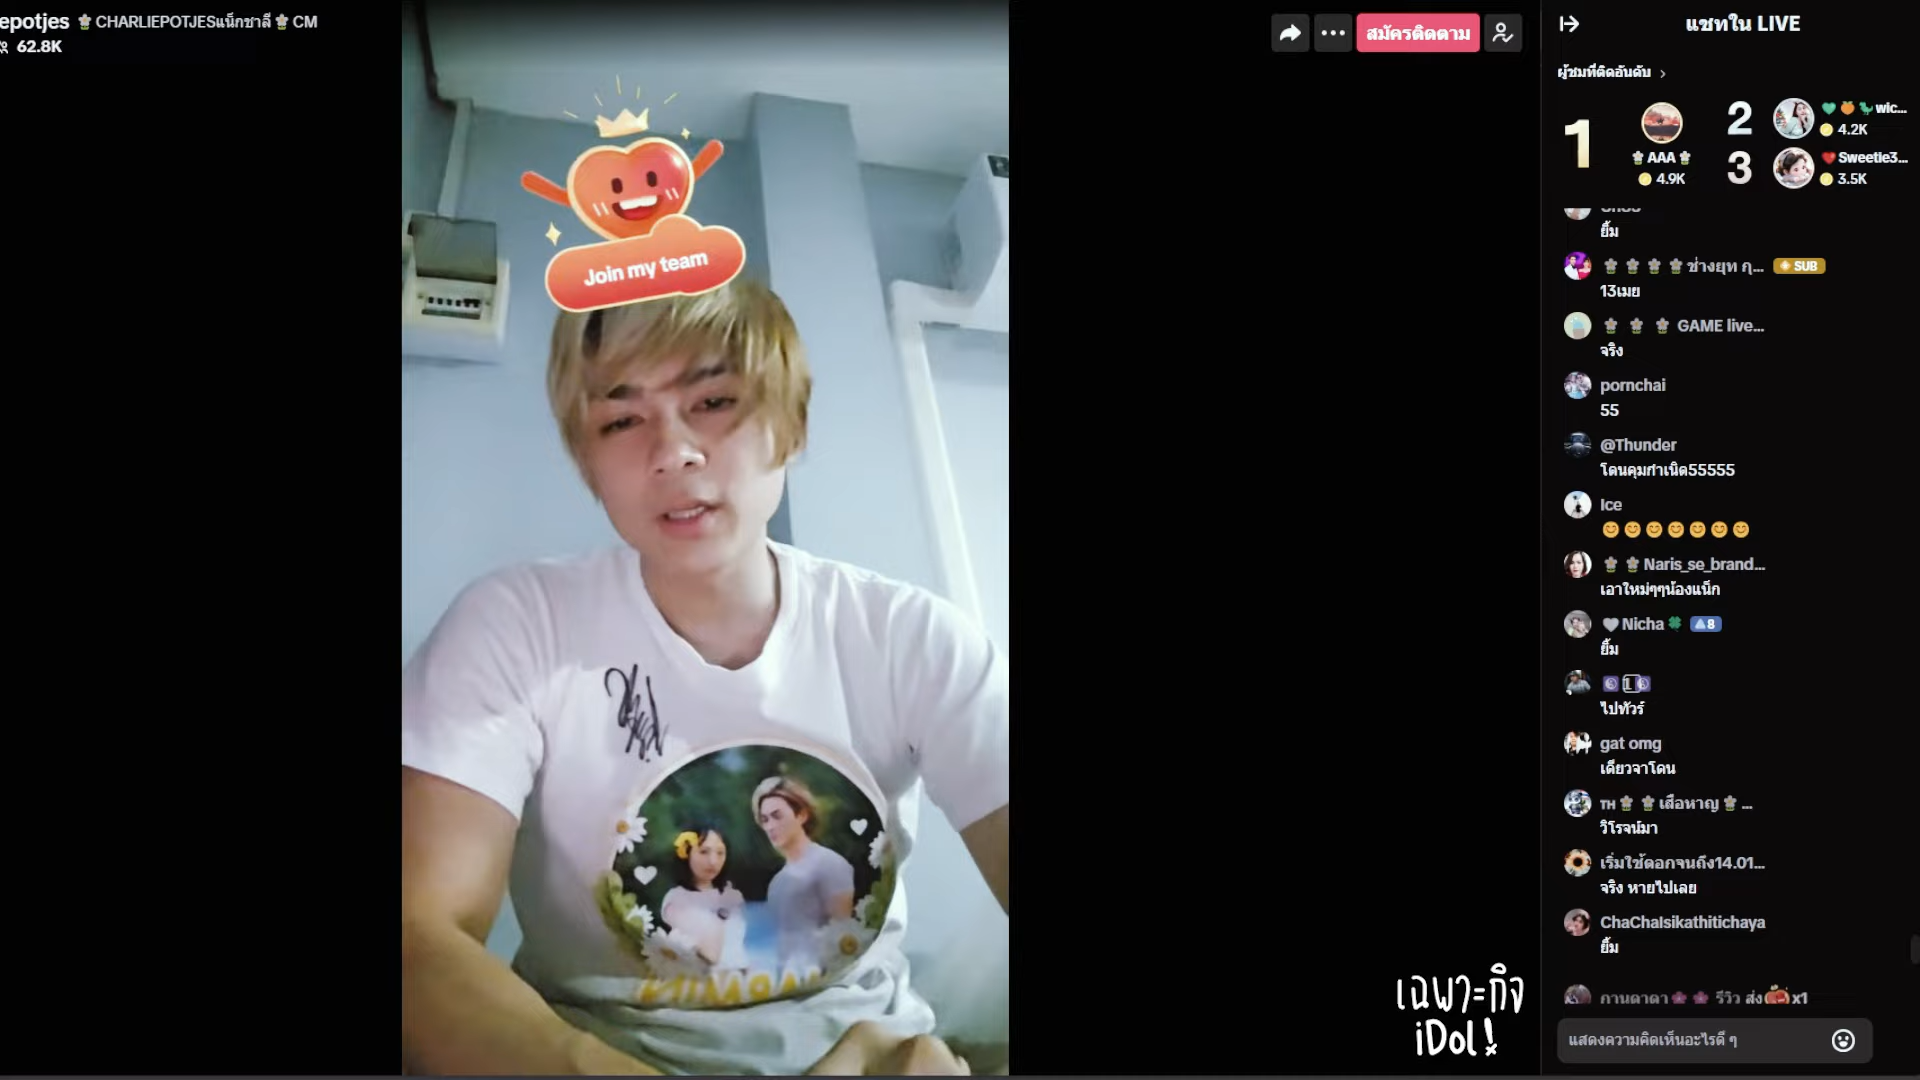 epotjes CHARLIEPOTJESแน็กชาลี CM
62.8K
สมัครติดตาม
แชทใน LIVE
ผู้ชมที่ติดอันดับ
1
AAA
4.9K
2
wic...
4.2K
3
Sweetie3...
3.5K
Join my team
ยิ้ม
ช่างยุท ฤ... SUB
13เมย
GAME live...
จริง
pornchai
55
@Thunder
โดนคุมกำเนิด55555
Ice
Naris_se_brand...
เอาใหม่ๆๆน้องแน็ก
Nicha 8
ยิ้ม
ไปทัวร์
gat omg
เดียวจาโดน
TH เสือหาญ ...
วิโรจน์มา
เริ่มใช้ดอกจนถึง14.01...
จริง หายไปเลย
ChaChaIsikathitichaya
ยิ้ม
กานดาดา รีวิว ส่ง x1
แสดงความคิดเห็นอะไรดี ๆ
เฉพาะกิจ
iDol!